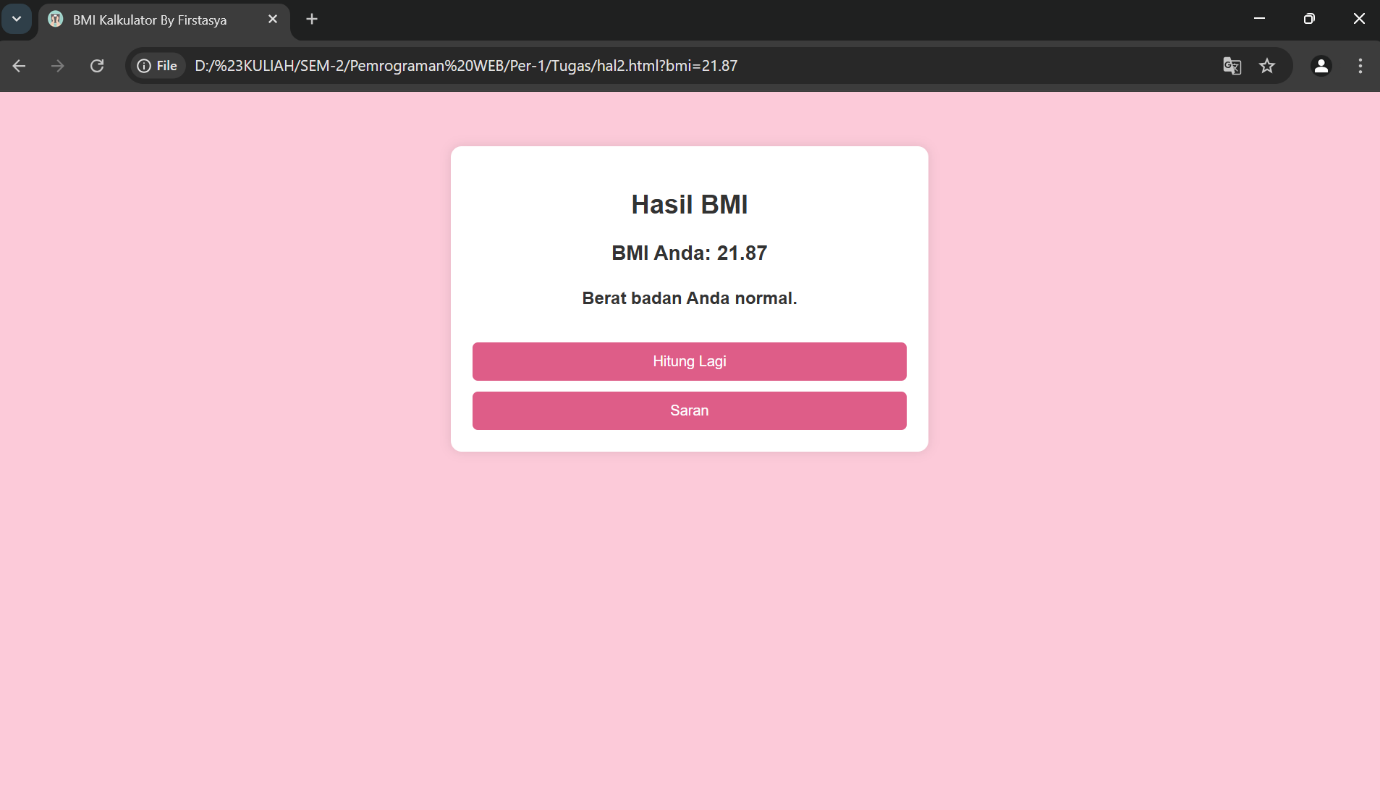 BMI Kalkulator By Firstasya
File
D:/%23KULIAH/SEM-2/Pemrograman%20WEB/Per-1/Tugas/hal2.html?bmi=21.87
Hasil BMI
BMI Anda: 21.87
Berat badan Anda normal.
Hitung Lagi
Saran